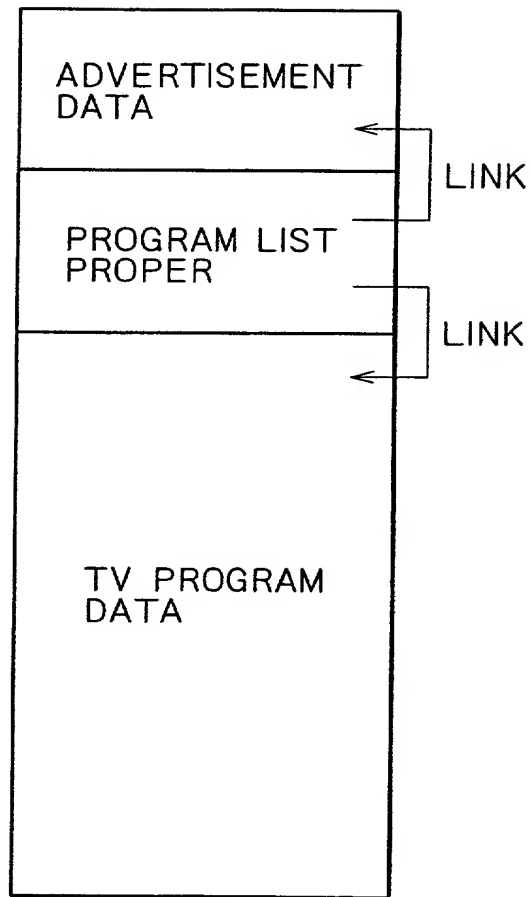 ADVERTISEMENT
DATA
LINK
PROGRAM LIST
PROPER
LINK
TV PROGRAM
DATA